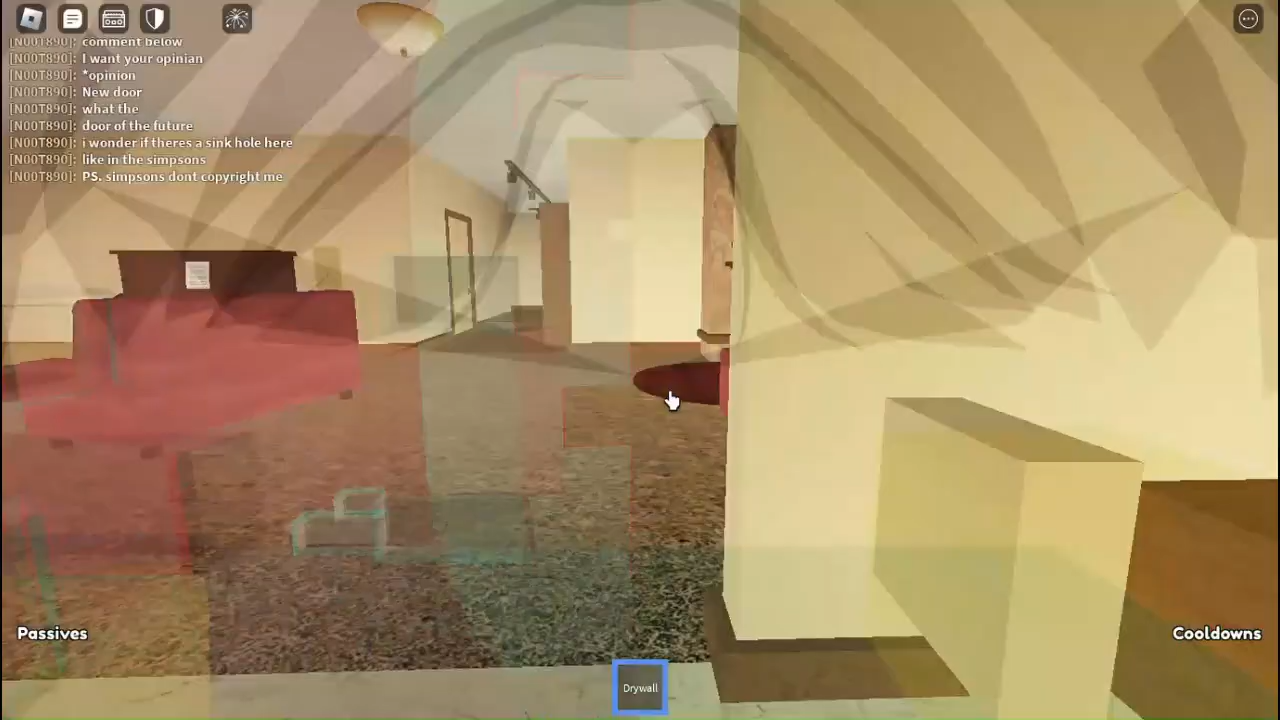 [N00T890]: comment below
[N00T890]: I want your opinian
[N00T890]: *opinion
[N00T890]: New door
[N00T890]: what the
[N00T890]: door of the future
[N00T890]: i wonder if theres a sink hole here
[N00T890]: like in the simpsons
[N00T890]: PS. simpsons dont copyright me
Passives
Cooldowns
Drywall